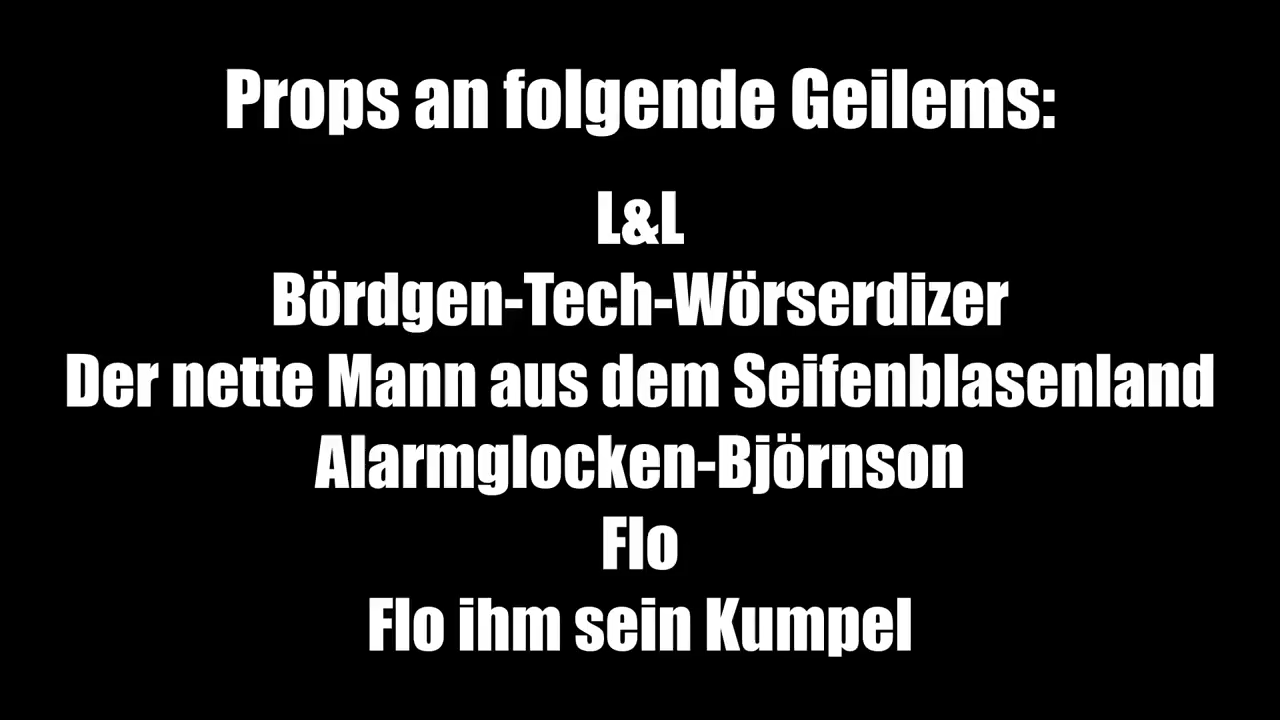 Props an folgende Geilems:
L&L
Bördgen-Tech-Wörserdizer
Der nette Mann aus dem Seifenblasenland
Alarmglocken-Björnson
Flo
Flo ihm sein Kumpel